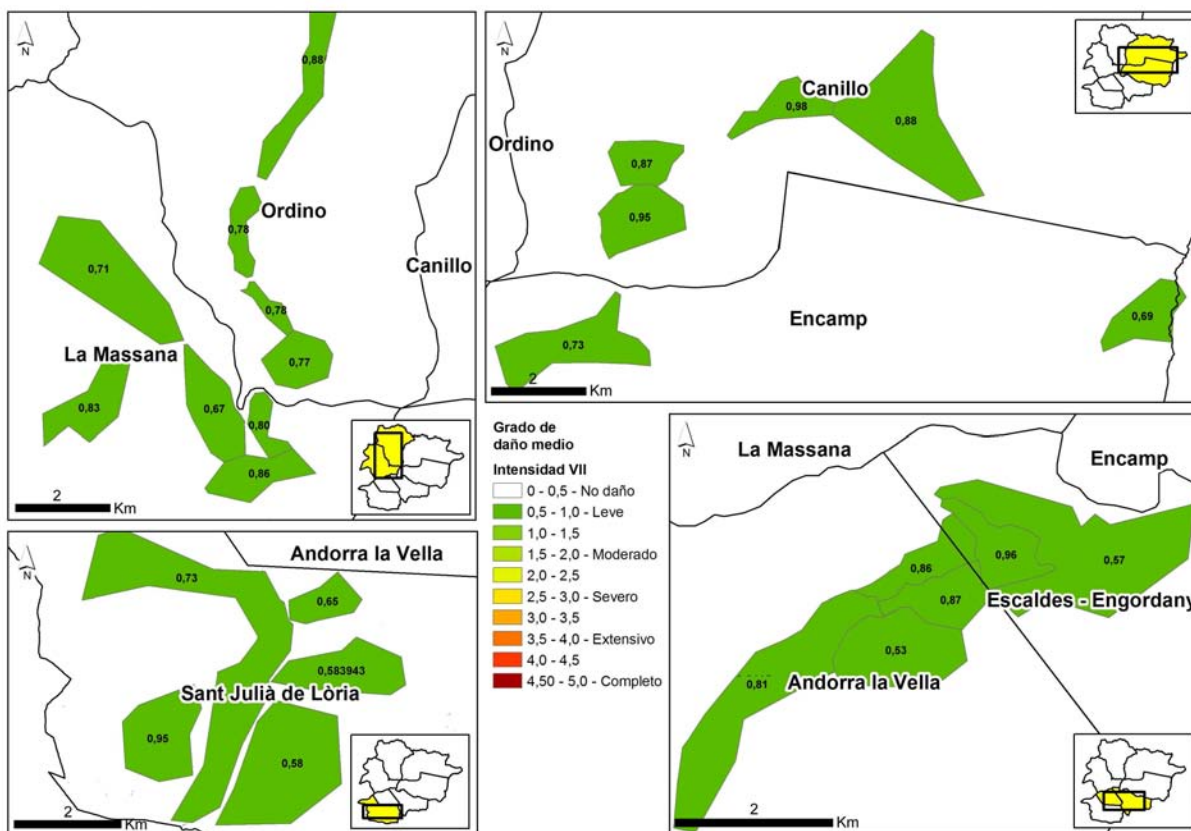 N
0,88
Ordino
0,78
Canillo
0,71
0,78
La Massana
0,77
0,83
0,67
0,80
0,86
2
Km
N
Canillo
0,98
0,88
Ordino
0,87
0,95
Encamp
0,69
0,73
2
Km
Grado de
daño medio
Intensidad VII
0 - 0,5 - No daño
0,5 - 1,0 - Leve
1,0 - 1,5
1,5 - 2,0 - Moderado
2,0 - 2,5
2,5 - 3,0 - Severo
3,0 - 3,5
3,5 - 4,0 - Extensivo
4,0 - 4,5
4,50 - 5,0 - Completo
N
Andorra la Vella
0,73
0,65
0,583943
Sant Julià de Lòria
0,95
0,58
2
Km
N
La Massana
Encamp
0,96
0,57
0,86
0,87
Escaldes - Engordany
0,53
0,81
Andorra la Vella
2
Km